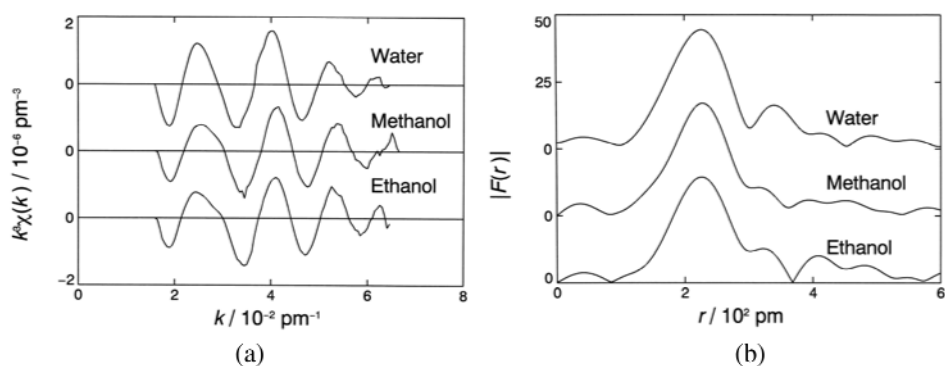 2
0
Water
0
Methanol
0
Ethanol
−2
0 2 4 6 8
k³χ(k) / 10⁻⁶ pm⁻³
k / 10⁻² pm⁻¹
(a)
50
25
Water
0
Methanol
0
Ethanol
0
0 2 4 6
|F(r)|
r / 10² pm
(b)